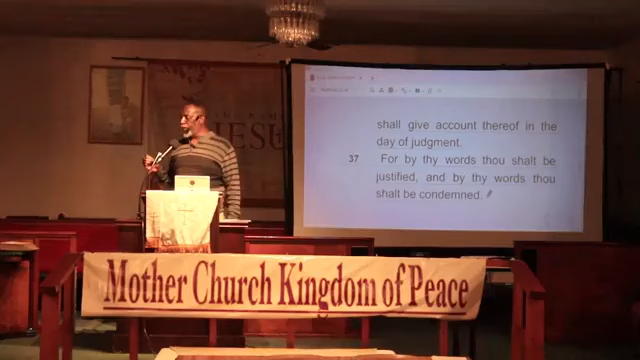 JESUS
shall give account thereof in the
day of judgment.
37 For by thy words thou shalt be
justified, and by thy words thou
shalt be condemned.
Mother Church Kingdom of Peace